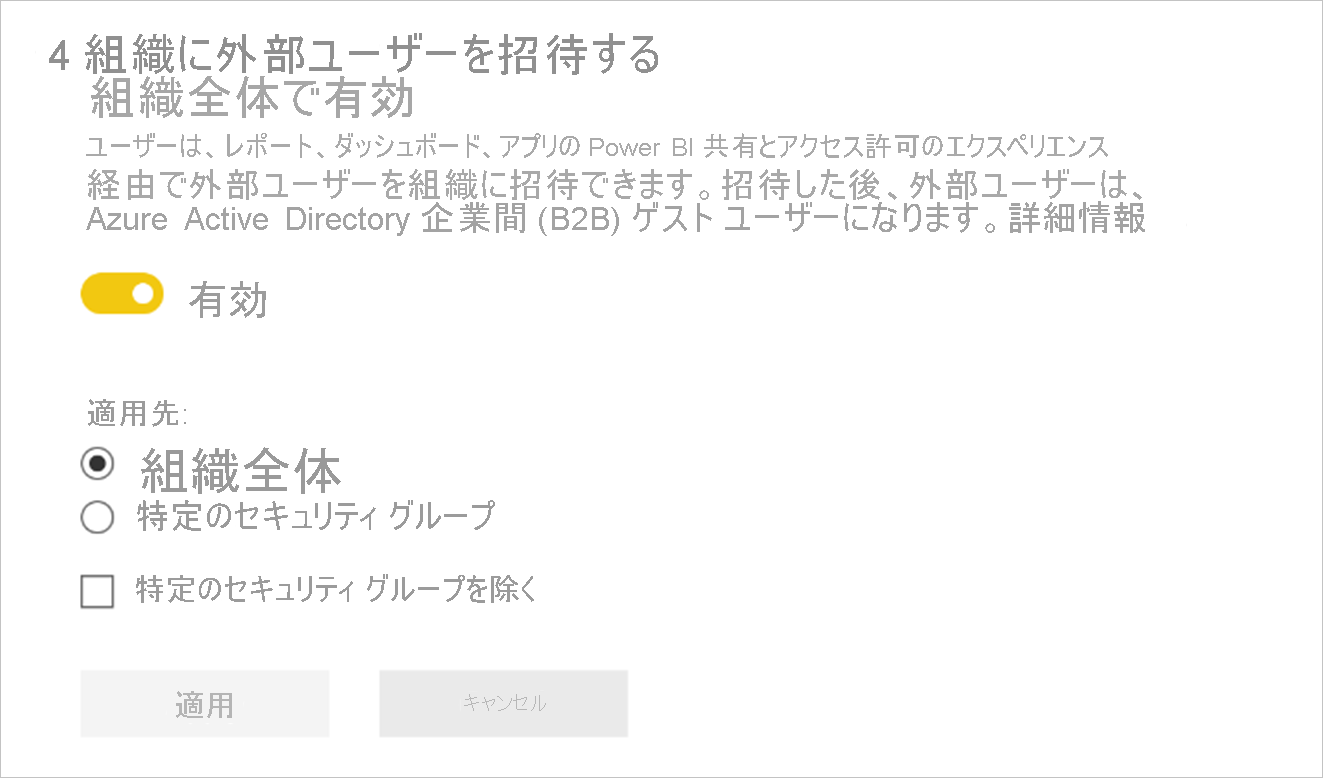 4 組織に外部ユーザーを招待する
組織全体で有効
ユーザーは、レポート、ダッシュボード、アプリの Power BI 共有とアクセス許可のエクスペリエンス
経由で外部ユーザーを組織に招待できます。招待した後、外部ユーザーは、
Azure Active Directory 企業間 (B2B) ゲスト ユーザーになります。詳細情報
有効
適用先:
組織全体
特定のセキュリティ グループ
特定のセキュリティ グループを除く
適用
キャンセル